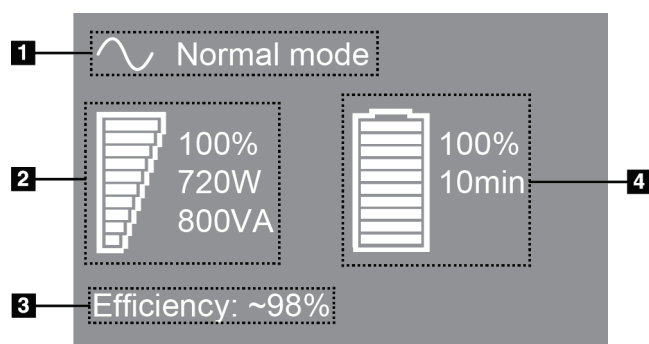 1
Normal mode
2
100%
720W
800VA
100%
10min
4
3
Efficiency: ~98%